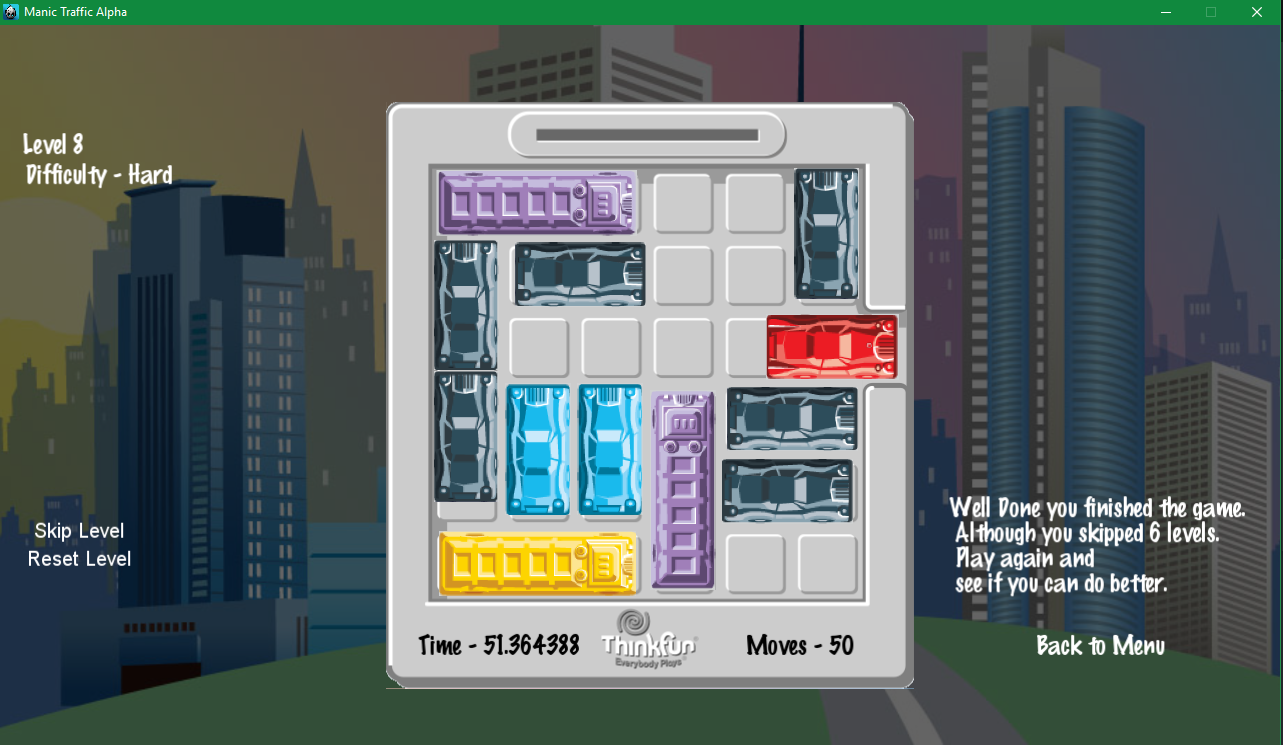 Manic Traffic Alpha
Level 8
Difficulty - Hard
Skip Level
Reset Level
Well Done you finished the game.
Although you skipped 6 levels.
Play again and
see if you can do better.
Time - 51.364388
Thinkfun
Everybody Plays
Moves - 50
Back to Menu